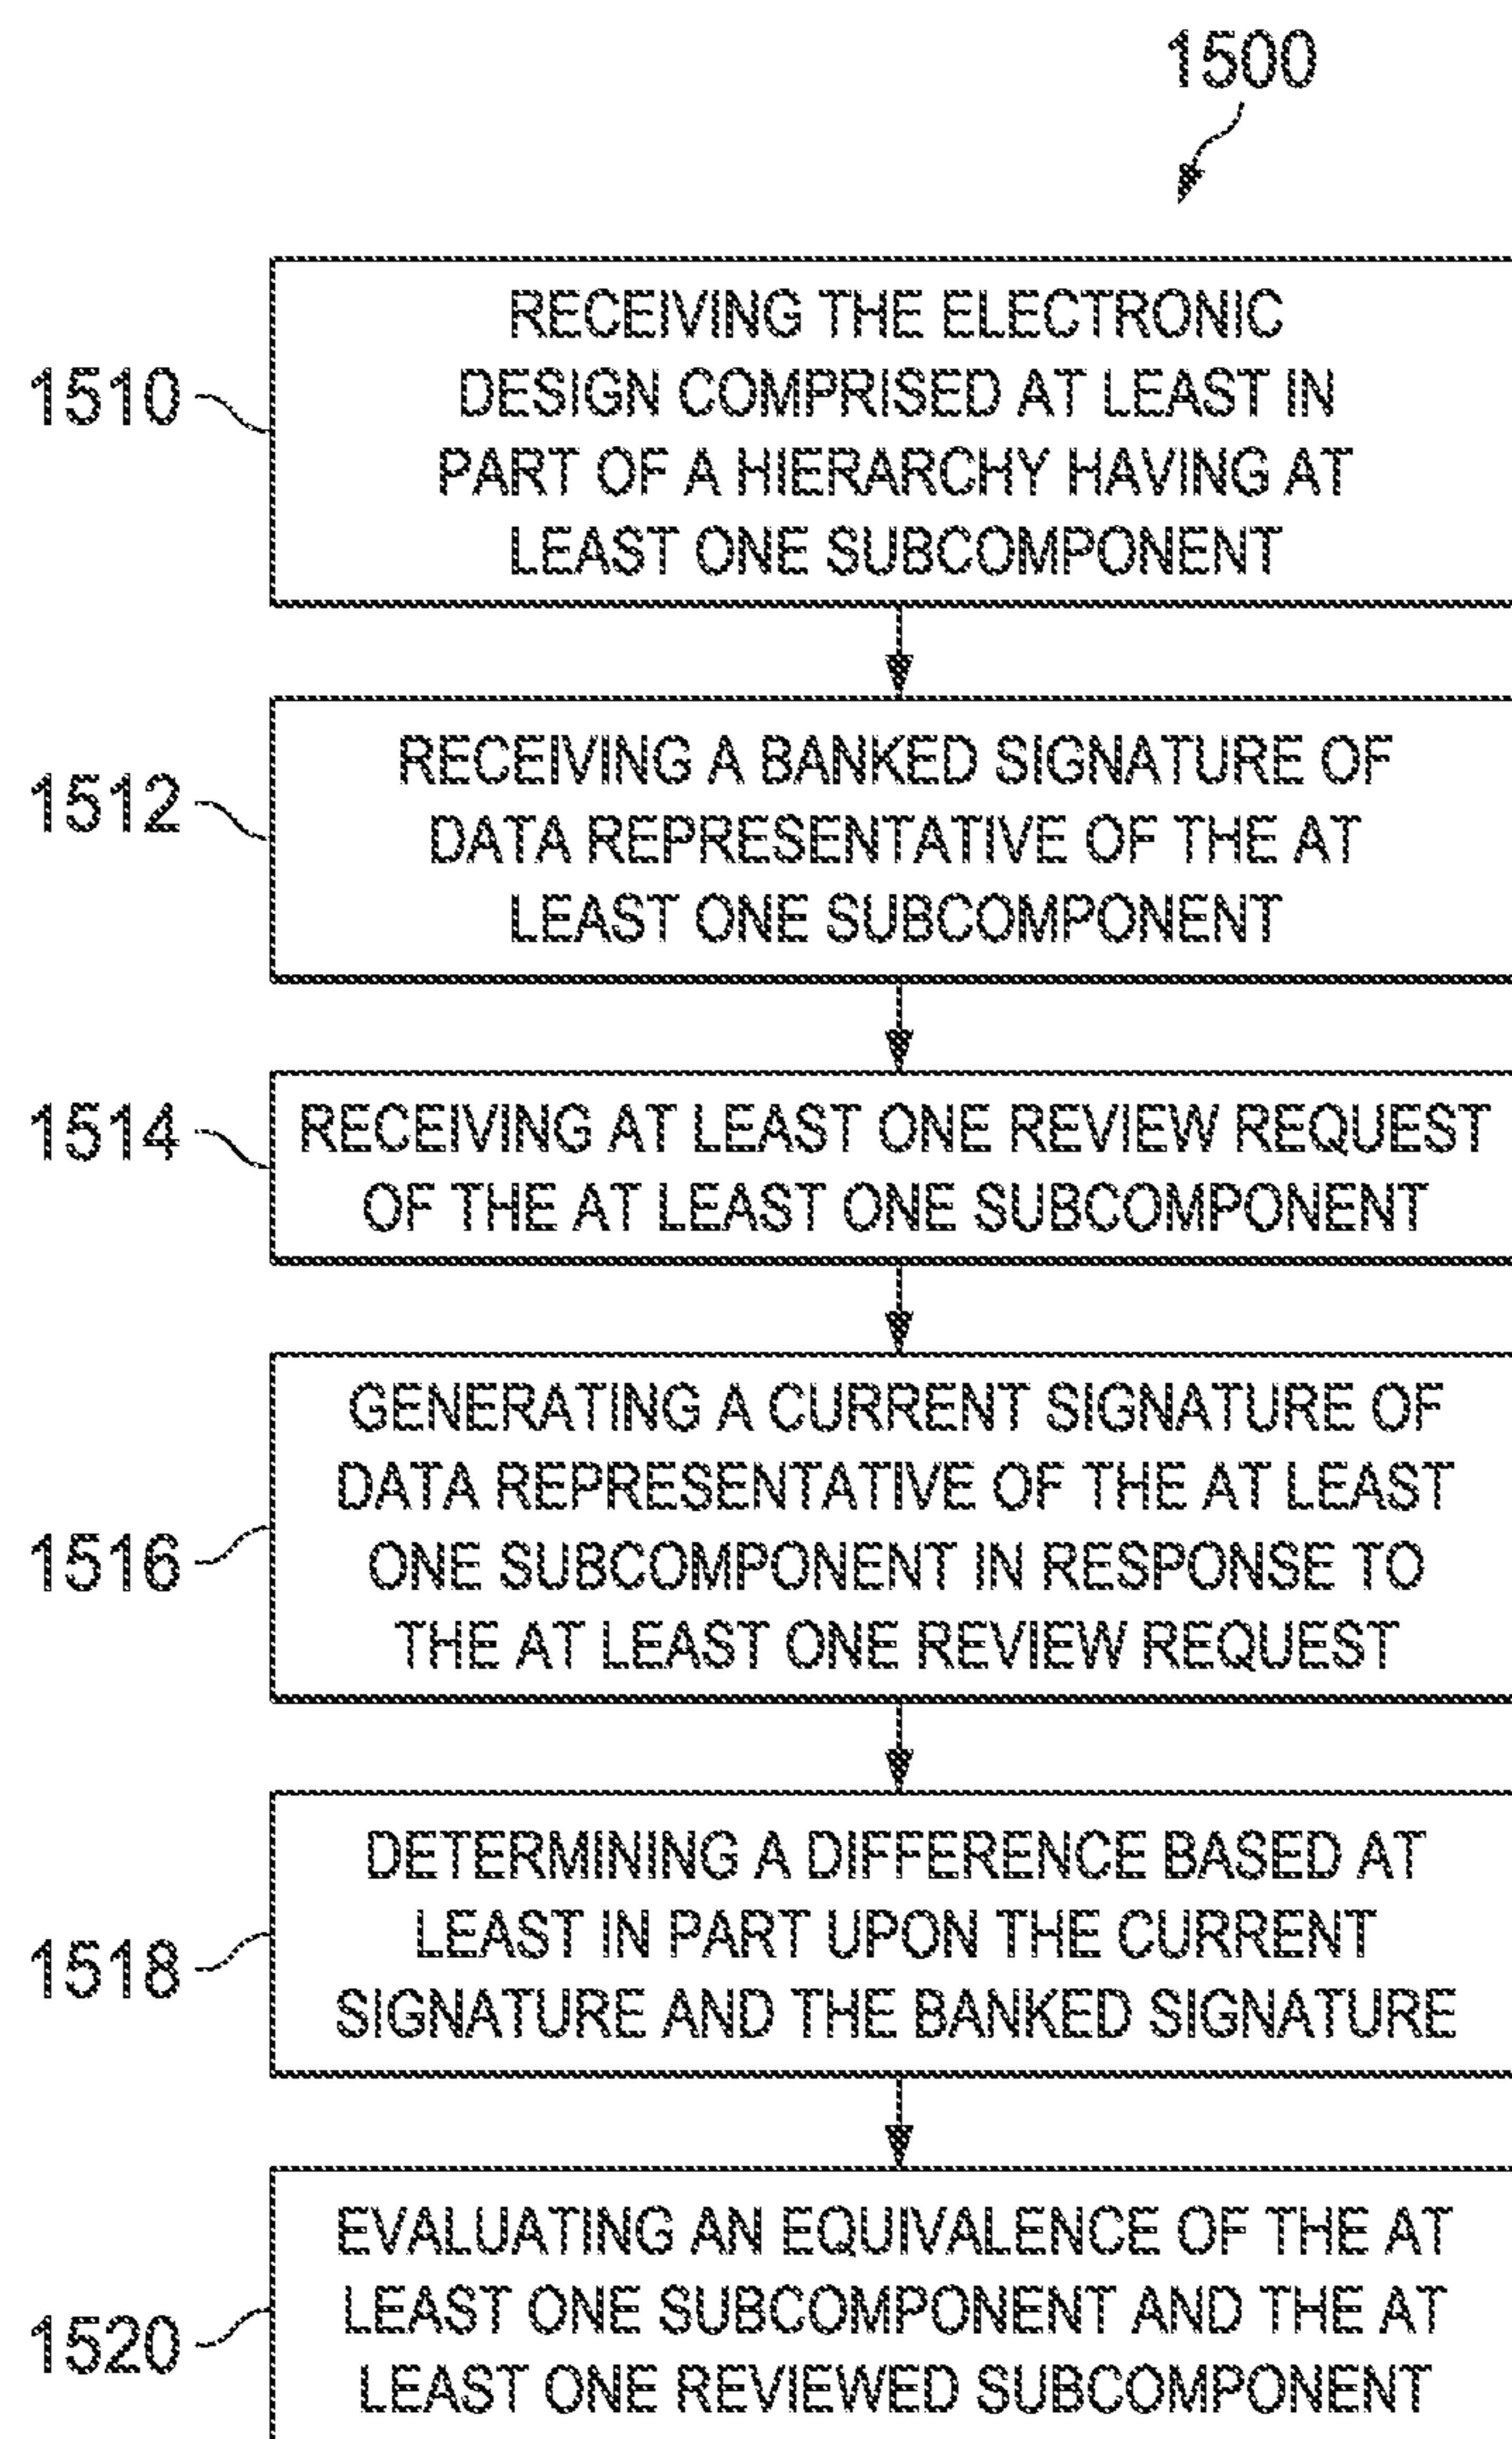 1500
1510
RECEIVING THE ELECTRONIC
DESIGN COMPRISED AT LEAST IN
PART OF A HIERARCHY HAVING AT
LEAST ONE SUBCOMPONENT
1512
RECEIVING A BANKED SIGNATURE OF
DATA REPRESENTATIVE OF THE AT
LEAST ONE SUBCOMPONENT
1514
RECEIVING AT LEAST ONE REVIEW REQUEST
OF THE AT LEAST ONE SUBCOMPONENT
1516
GENERATING A CURRENT SIGNATURE OF
DATA REPRESENTATIVE OF THE AT LEAST
ONE SUBCOMPONENT IN RESPONSE TO
THE AT LEAST ONE REVIEW REQUEST
1518
DETERMINING A DIFFERENCE BASED AT
LEAST IN PART UPON THE CURRENT
SIGNATURE AND THE BANKED SIGNATURE
1520
EVALUATING AN EQUIVALENCE OF THE AT
LEAST ONE SUBCOMPONENT AND THE AT
LEAST ONE REVIEWED SUBCOMPONENT